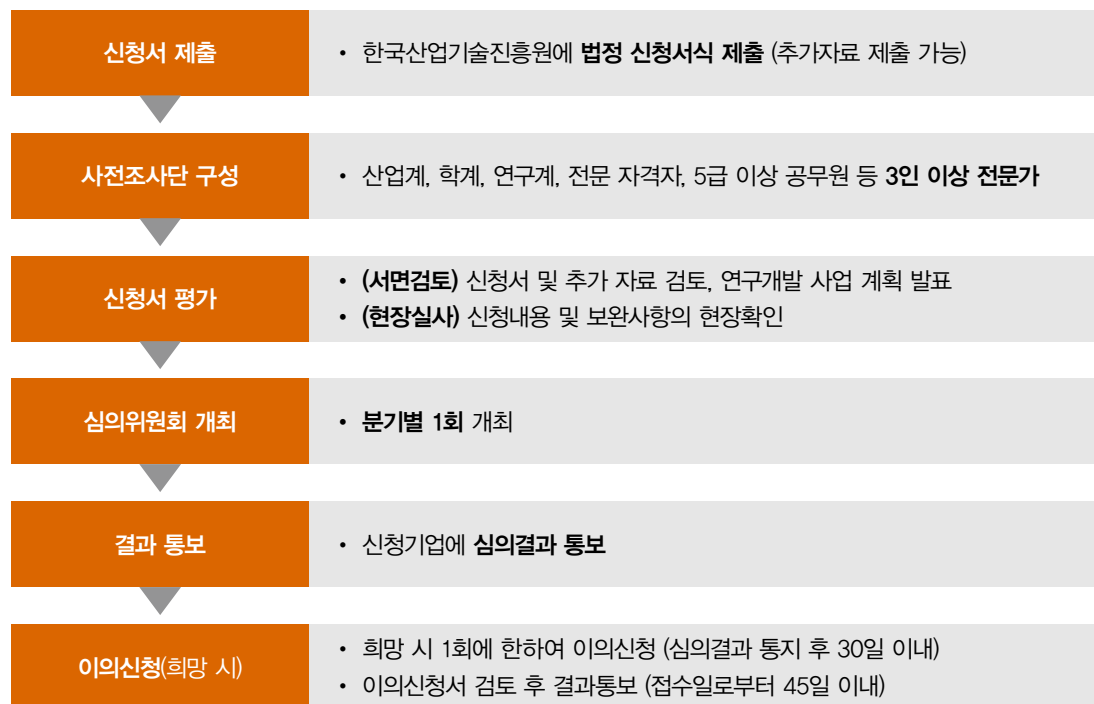 신청서 제출
• 한국산업기술진흥원에 법정 신청서식 제출 (추가자료 제출 가능)
사전조사단 구성
• 산업계, 학계, 연구계, 전문 자격자, 5급 이상 공무원 등 3인 이상 전문가
신청서 평가
• (서면검토) 신청서 및 추가 자료 검토, 연구개발 사업 계획 발표
• (현장실사) 신청내용 및 보완사항의 현장확인
심의위원회 개최
• 분기별 1회 개최
결과 통보
• 신청기업에 심의결과 통보
이의신청(희망 시)
• 희망 시 1회에 한하여 이의신청 (심의결과 통지 후 30일 이내)
• 이의신청서 검토 후 결과통보 (접수일로부터 45일 이내)